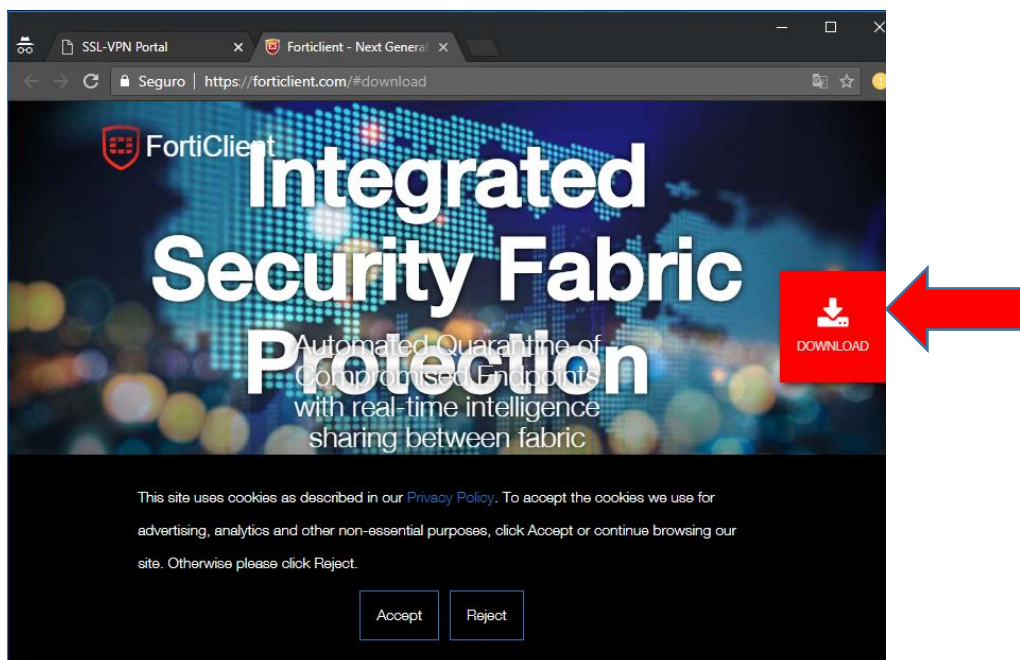 SSL-VPN Portal
Forticlient - Next Generat
Seguro | https://forticlient.com/#download
FortiClient
Integrated
Security Fabric
Protection
Automated Quarantine of
Compromised Endpoints
with real-time intelligence
sharing between fabric
DOWNLOAD
This site uses cookies as described in our Privacy Policy. To accept the cookies we use for
advertising, analytics and other non-essential purposes, click Accept or continue browsing our
site. Otherwise please click Reject.
Accept
Reject